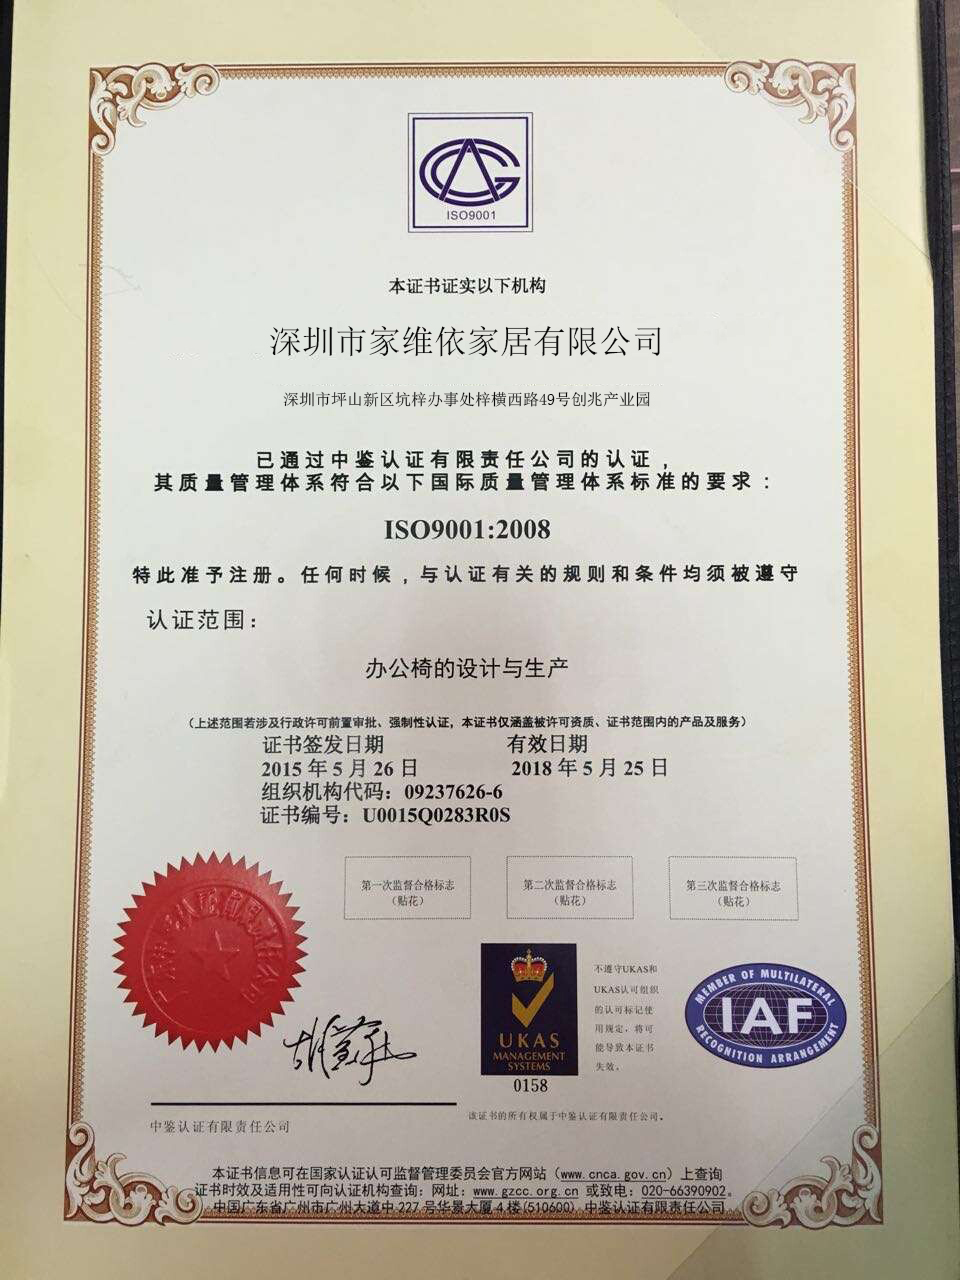 CAG
ISO9001
本证书证实以下机构
深圳市家维依家居有限公司
深圳市坪山新区坑梓办事处梓横西路49号创兆产业园
已通过中鉴认证有限责任公司的认证，
其质量管理体系符合以下国际质量管理体系标准的要求：
ISO9001:2008
特此准予注册。任何时候，与认证有关的规则和条件均须被遵守
认证范围：
办公椅的设计与生产
（上述范围若涉及行政许可前置审批、强制性认证，本证书仅涵盖被许可资质、证书范围内的产品及服务）
证书签发日期 有效日期
2015 年 5 月 26 日 2018 年 5 月 25 日
组织机构代码：09237626-6
证书编号：U0015Q0283R0S
第一次监督合格标志
（贴花）
第二次监督合格标志
（贴花）
第三次监督合格标志
（贴花）
UKAS
MANAGEMENT
SYSTEMS
0158
不遵守UKAS和
UKAS认可组织
的认可标记使
用规定，将可
能导致本证书
失效。
MEMBER OF MULTILATERAL
IAF
RECOGNITION ARRANGEMENT
中鉴认证有限责任公司
该证书的所有权属于中鉴认证有限责任公司。
本证书信息可在国家认证认可监督管理委员会官方网站（www.cnca.gov.cn）上查询
证书时效及适用性可向认证机构查询：网址：www.gzcc.org.cn 或致电：020-66390902。
中国广东省广州市广州大道中 227 号华景大厦 4 楼(510600) 中鉴认证有限责任公司